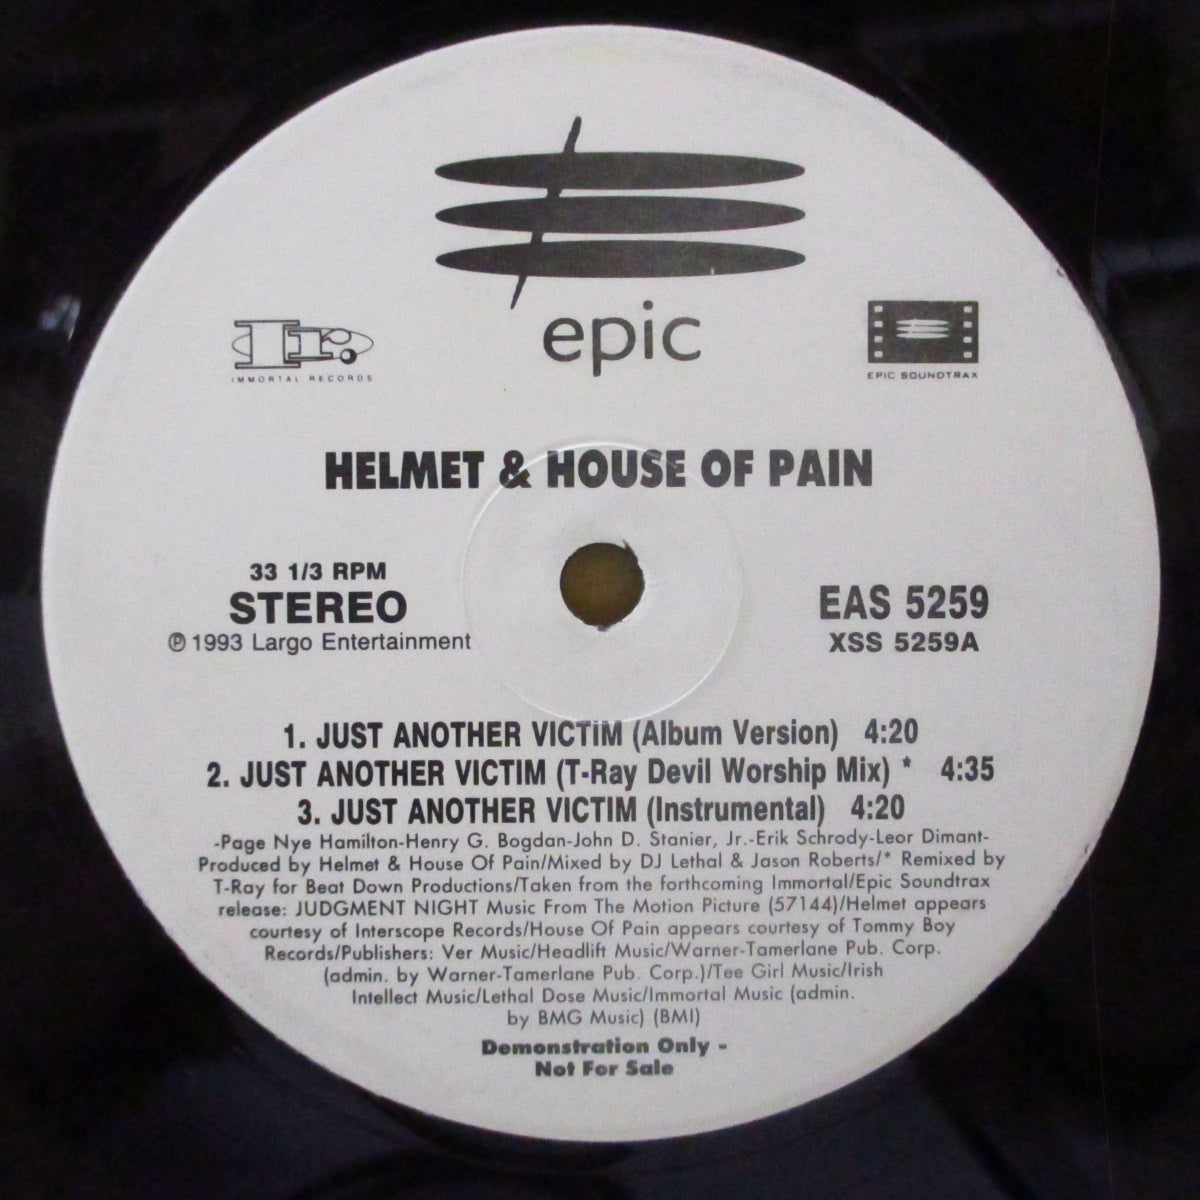 epic
IMMORTAL RECORDS
EPIC SOUNDTRAX
HELMET & HOUSE OF PAIN
33 1/3 RPM
STEREO
℗ 1993 Largo Entertainment
EAS 5259
XSS 5259A
1. JUST ANOTHER VICTIM (Album Version) 4:20
2. JUST ANOTHER VICTIM (T-Ray Devil Worship Mix) * 4:35
3. JUST ANOTHER VICTIM (Instrumental) 4:20
-Page Nye Hamilton-Henry G. Bogdan-John D. Stanier, Jr.-Erik Schrody-Leor Dimant-
Produced by Helmet & House Of Pain/Mixed by DJ Lethal & Jason Roberts/* Remixed by
T-Ray for Beat Down Productions/Taken from the forthcoming Immortal/Epic Soundtrax
release: JUDGMENT NIGHT Music From The Motion Picture (57144)/Helmet appears
courtesy of Interscope Records/House Of Pain appears courtesy of Tommy Boy
Records/Publishers: Ver Music/Headlift Music/Warner-Tamerlane Pub. Corp.
(admin. by Warner-Tamerlane Pub. Corp.)/Tee Girl Music/Irish
Intellect Music/Lethal Dose Music/Immortal Music (admin.
by BMG Music) (BMI)
Demonstration Only -
Not For Sale